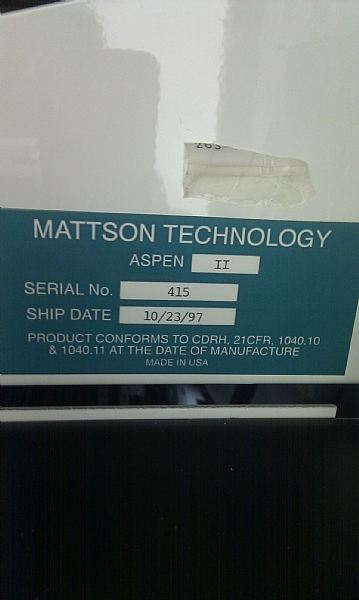 MATTSON TECHNOLOGY
ASPEN II
SERIAL No. 415
SHIP DATE 10/23/97
PRODUCT CONFORMS TO CDRH, 21CFR, 1040.10
& 1040.11 AT THE DATE OF MANUFACTURE
MADE IN USA